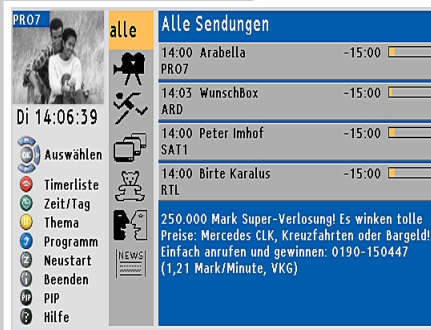 PRO7
Di 14:06:39
OK Auswählen
Timerliste
Zeit/Tag
Thema
? Programm
Z Neustart
i Beenden
PIP PIP
? Hilfe
alle
NEWS
Alle Sendungen
14:00 Arabella -15:00
PRO7
14:03 WunschBox -15:00
ARD
14:00 Peter Imhof -15:00
SAT1
14:00 Birte Karalus -15:00
RTL
250.000 Mark Super-Verlosung! Es winken tolle
Preise: Mercedes CLK, Kreuzfahrten oder Bargeld!
Einfach anrufen und gewinnen: 0190-150447
(1,21 Mark/Minute, VKG)